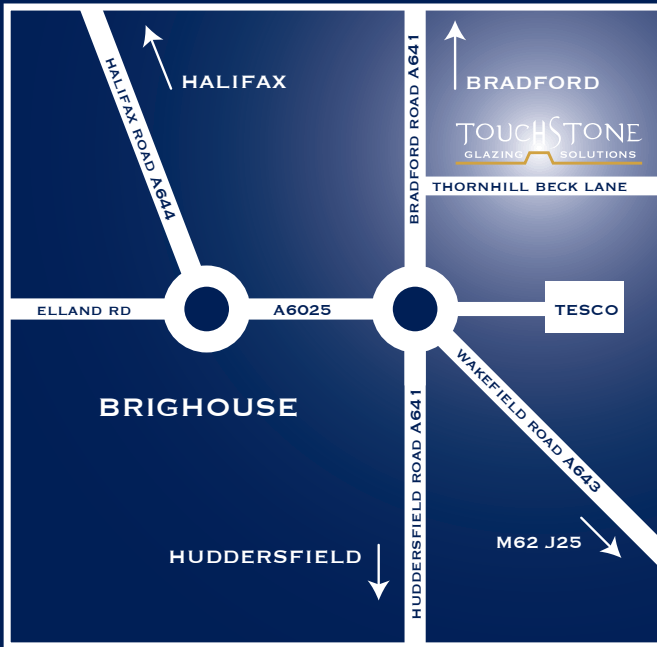 HALIFAX
HALIFAX ROAD A644
BRADFORD ROAD A641
BRADFORD
TOUCHSTONE
GLAZING SOLUTIONS
THORNHILL BECK LANE
ELLAND RD
A6025
TESCO
BRIGHOUSE
WAKEFIELD ROAD A643
HUDDERSFIELD ROAD A641
HUDDERSFIELD
M62 J25